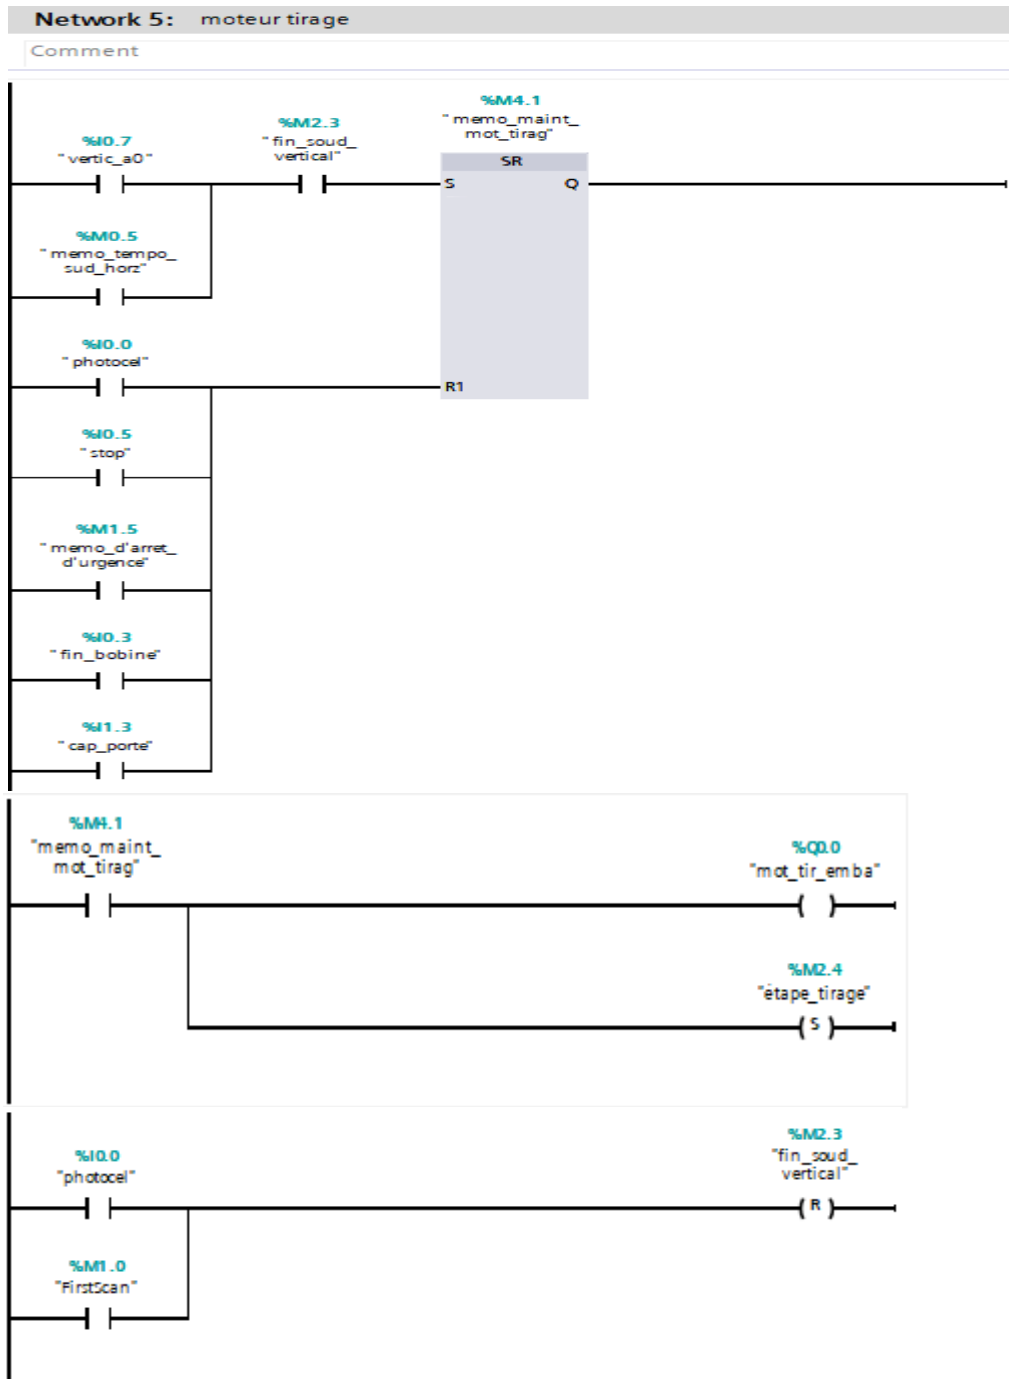 Network 5: moteur tirage
Comment
%M4.1
"memo_maint_
mot_tirag"
%I0.7
"vertic_a0"
%M2.3
"fin_soud_
vertical"
SR
S
Q
%M0.5
"memo_tempo_
sud_horz"
%I0.0
"photocel"
R1
%I0.5
"stop"
%M1.5
"memo_d'arret_
d'urgence"
%I0.3
"fin_bobine"
%I1.3
"cap_porte"
%M4.1
"memo_maint_
mot_tirag"
%Q0.0
"mot_tir_emba"
( )
%M2.4
"étape_tirage"
( S )
%I0.0
"photocel"
%M2.3
"fin_soud_
vertical"
( R )
%M1.0
"FirstScan"